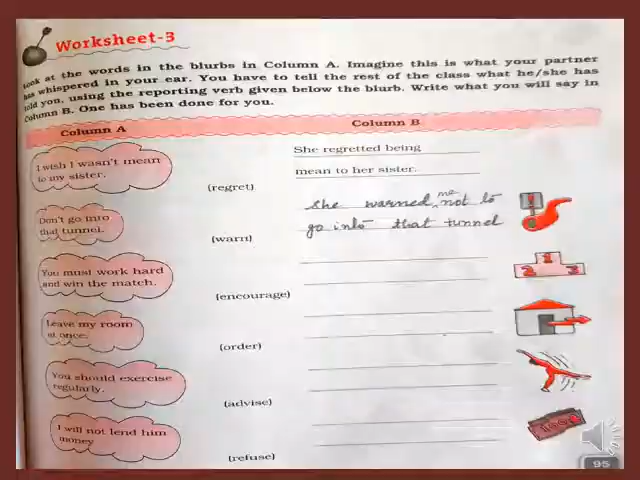 Worksheet-3
Look at the words in the blurbs in Column A. Imagine this is what your partner
has whispered in your ear. You have to tell the rest of the class what he/she has
told you, using the reporting verb given below the blurb. Write what you will say in
Column B. One has been done for you.
Column A
Column B
I wish I wasn't mean
to my sister.
(regret)
She regretted being
mean to her sister.
Don't go into
that tunnel.
(warn)
She warned me not to
go into that tunnel
You must work hard
and win the match.
(encourage)
1
2 3
Leave my room
at once.
(order)
You should exercise
regularly.
(advise)
I will not lend him
money
(refuse)
95